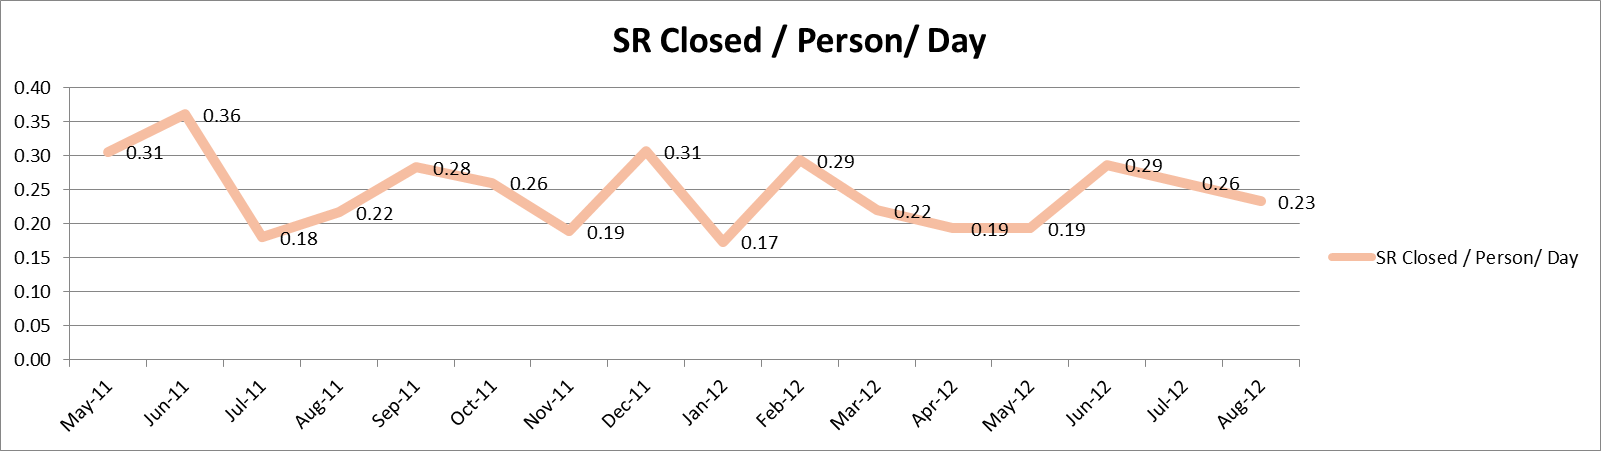 SR Closed / Person/ Day
0.40
0.35
0.30
0.25
0.20
0.15
0.10
0.05
0.00
0.31
0.36
0.18
0.22
0.28
0.26
0.19
0.31
0.17
0.29
0.22
0.19
0.19
0.29
0.26
0.23
May-11
Jun-11
Jul-11
Aug-11
Sep-11
Oct-11
Nov-11
Dec-11
Jan-12
Feb-12
Mar-12
Apr-12
May-12
Jun-12
Jul-12
Aug-12
SR Closed / Person/ Day